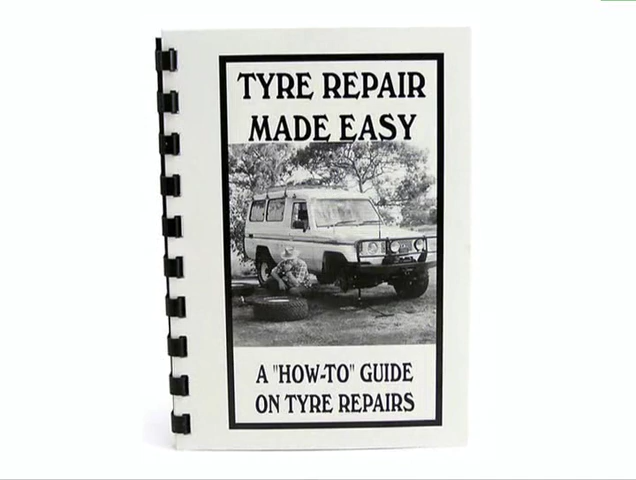 TYRE REPAIR
MADE EASY
A "HOW-TO" GUIDE
ON TYRE REPAIRS